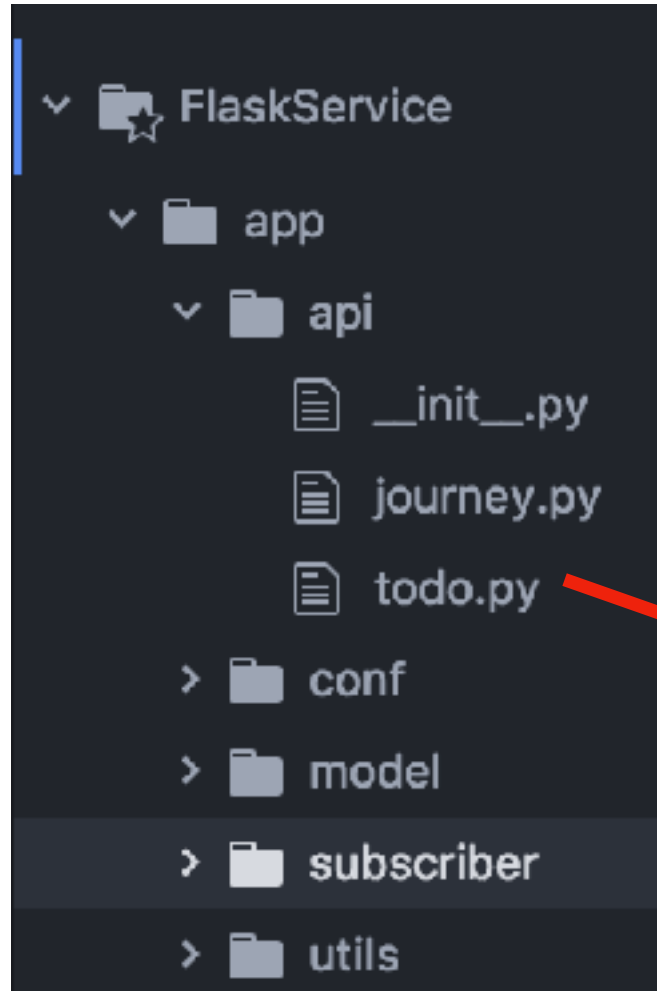 FlaskService
app
api
__init__.py
journey.py
todo.py
conf
model
subscriber
utils